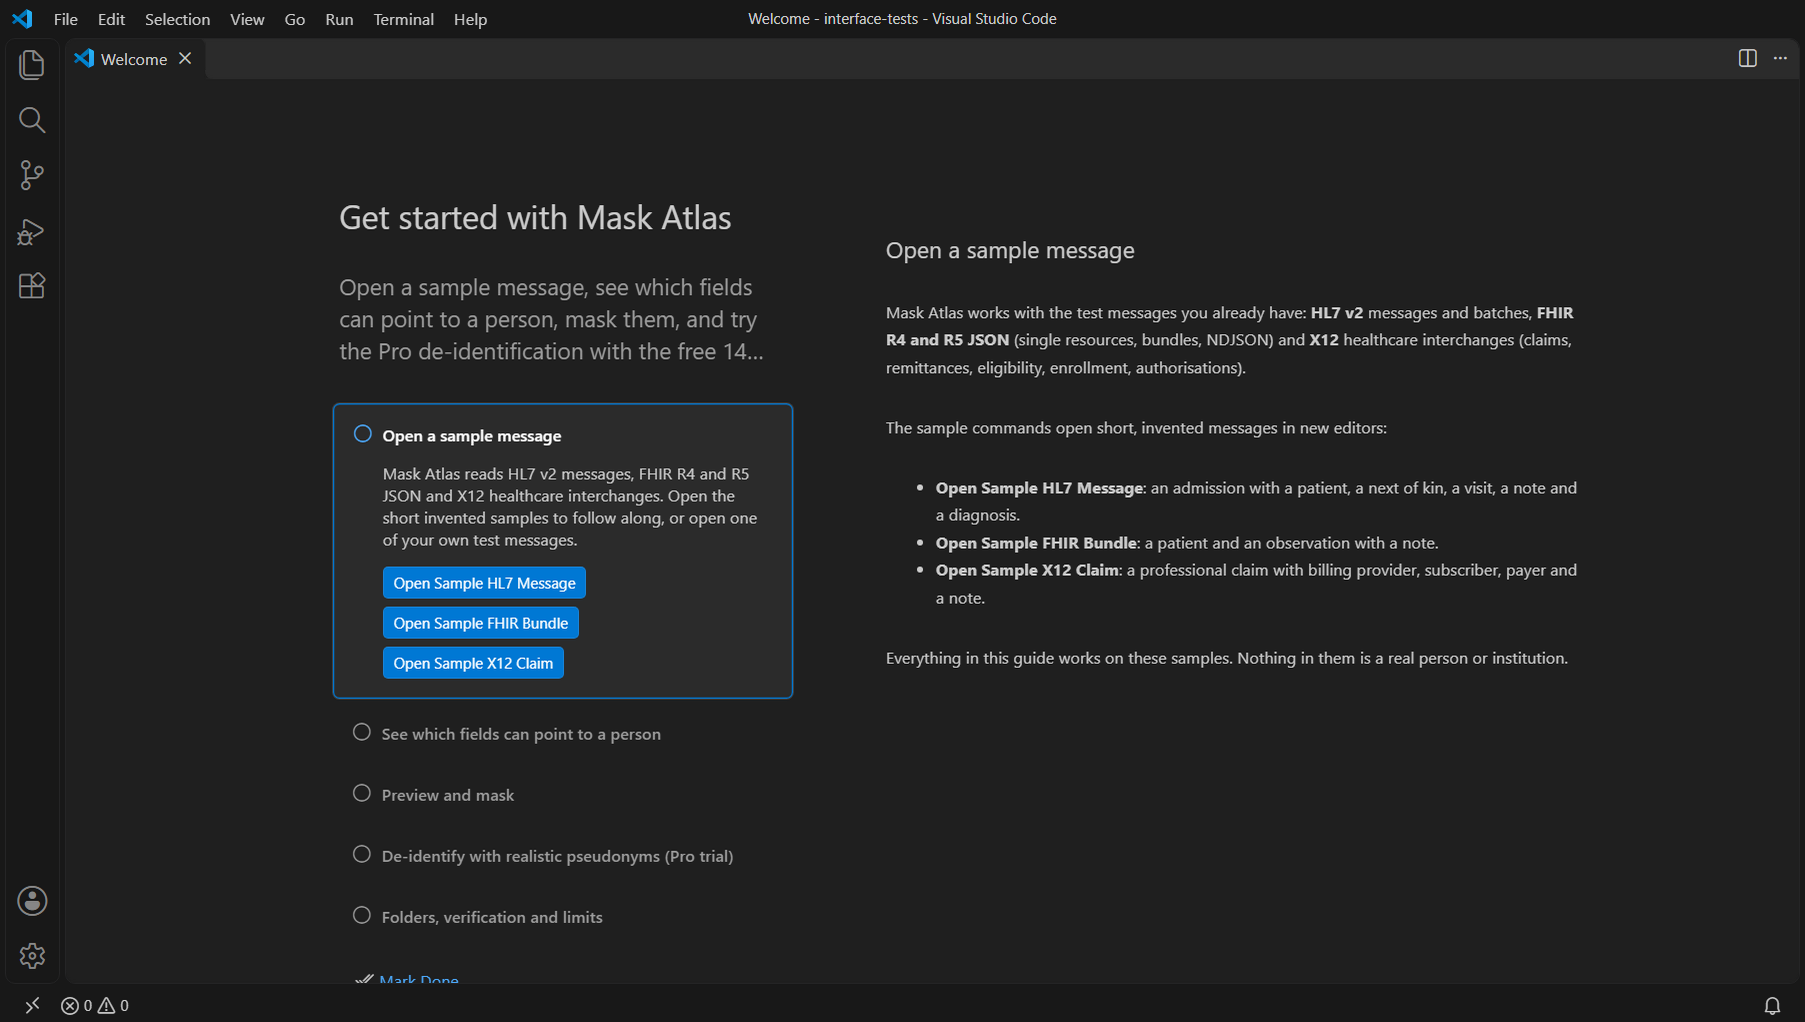 File Edit Selection View Go Run Terminal Help
Welcome - interface-tests - Visual Studio Code
Welcome
Get started with Mask Atlas
Open a sample message, see which fields
can point to a person, mask them, and try
the Pro de-identification with the free 14...
Open a sample message
Mask Atlas reads HL7 v2 messages, FHIR R4 and R5
JSON and X12 healthcare interchanges. Open the
short invented samples to follow along, or open one
of your own test messages.
Open Sample HL7 Message
Open Sample FHIR Bundle
Open Sample X12 Claim
See which fields can point to a person
Preview and mask
De-identify with realistic pseudonyms (Pro trial)
Folders, verification and limits
Mark Done
Open a sample message
Mask Atlas works with the test messages you already have: HL7 v2 messages and batches, FHIR
R4 and R5 JSON (single resources, bundles, NDJSON) and X12 healthcare interchanges (claims,
remittances, eligibility, enrollment, authorisations).
The sample commands open short, invented messages in new editors:
• Open Sample HL7 Message: an admission with a patient, a next of kin, a visit, a note and
a diagnosis.
• Open Sample FHIR Bundle: a patient and an observation with a note.
• Open Sample X12 Claim: a professional claim with billing provider, subscriber, payer and
a note.
Everything in this guide works on these samples. Nothing in them is a real person or institution.
0 0